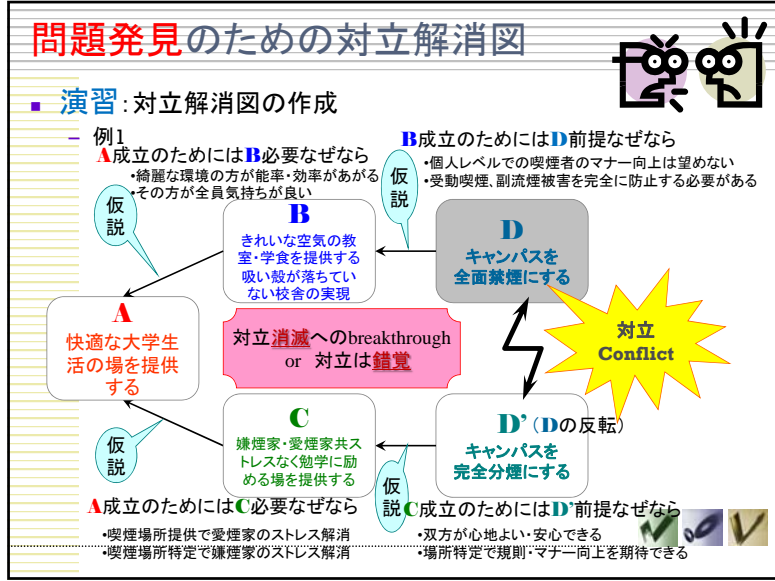 問題発見のための対立解消図
演習:対立解消図の作成
– 例1
A成立のためにはB必要なぜなら
•綺麗な環境の方が能率・効率があがる
•その方が全員気持ちが良い
仮
説
B成立のためにはD前提なぜなら
•個人レベルでの喫煙者のマナー向上は望めない
•受動喫煙、副流煙被害を完全に防止する必要がある
仮
説
B
きれいな空気の教
室・学食を提供する
吸い殻が落ちてい
ない校舎の実現
D
キャンパスを
全面禁煙にする
A
快適な大学生
活の場を提供
する
対立消滅へのbreakthrough
or 対立は錯覚
対立
Conflict
C
嫌煙家・愛煙家共ス
トレスなく勉学に励
める場を提供する
D’(Dの反転)
キャンパスを
完全分煙にする
仮
説
A成立のためにはC必要なぜなら
•喫煙場所提供で愛煙家のストレス解消
•喫煙場所特定で嫌煙家のストレス解消
仮
説
C成立のためにはD’前提なぜなら
•双方が心地よい・安心できる
•場所特定で規則・マナー向上を期待できる